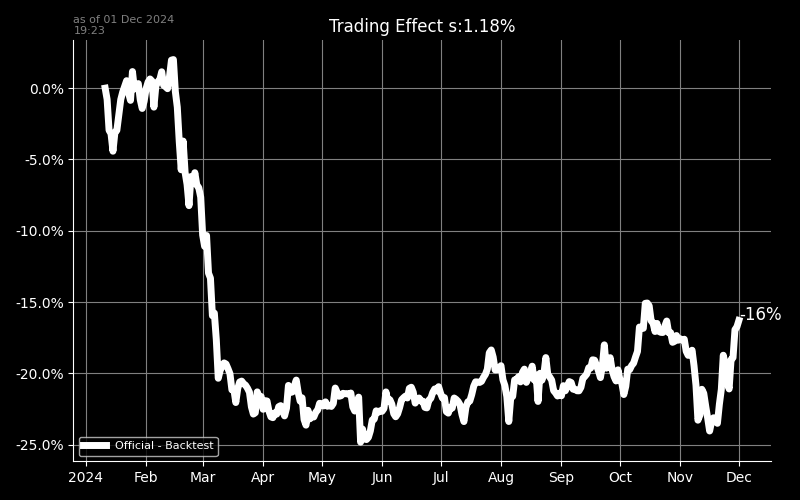 as of 01 Dec 2024
19:23
Trading Effect s:1.18%
0.0%
-5.0%
-10.0%
-15.0%
-16%
-20.0%
-25.0%
Official - Backtest
2024 Feb Mar Apr May Jun Jul Aug Sep Oct Nov Dec